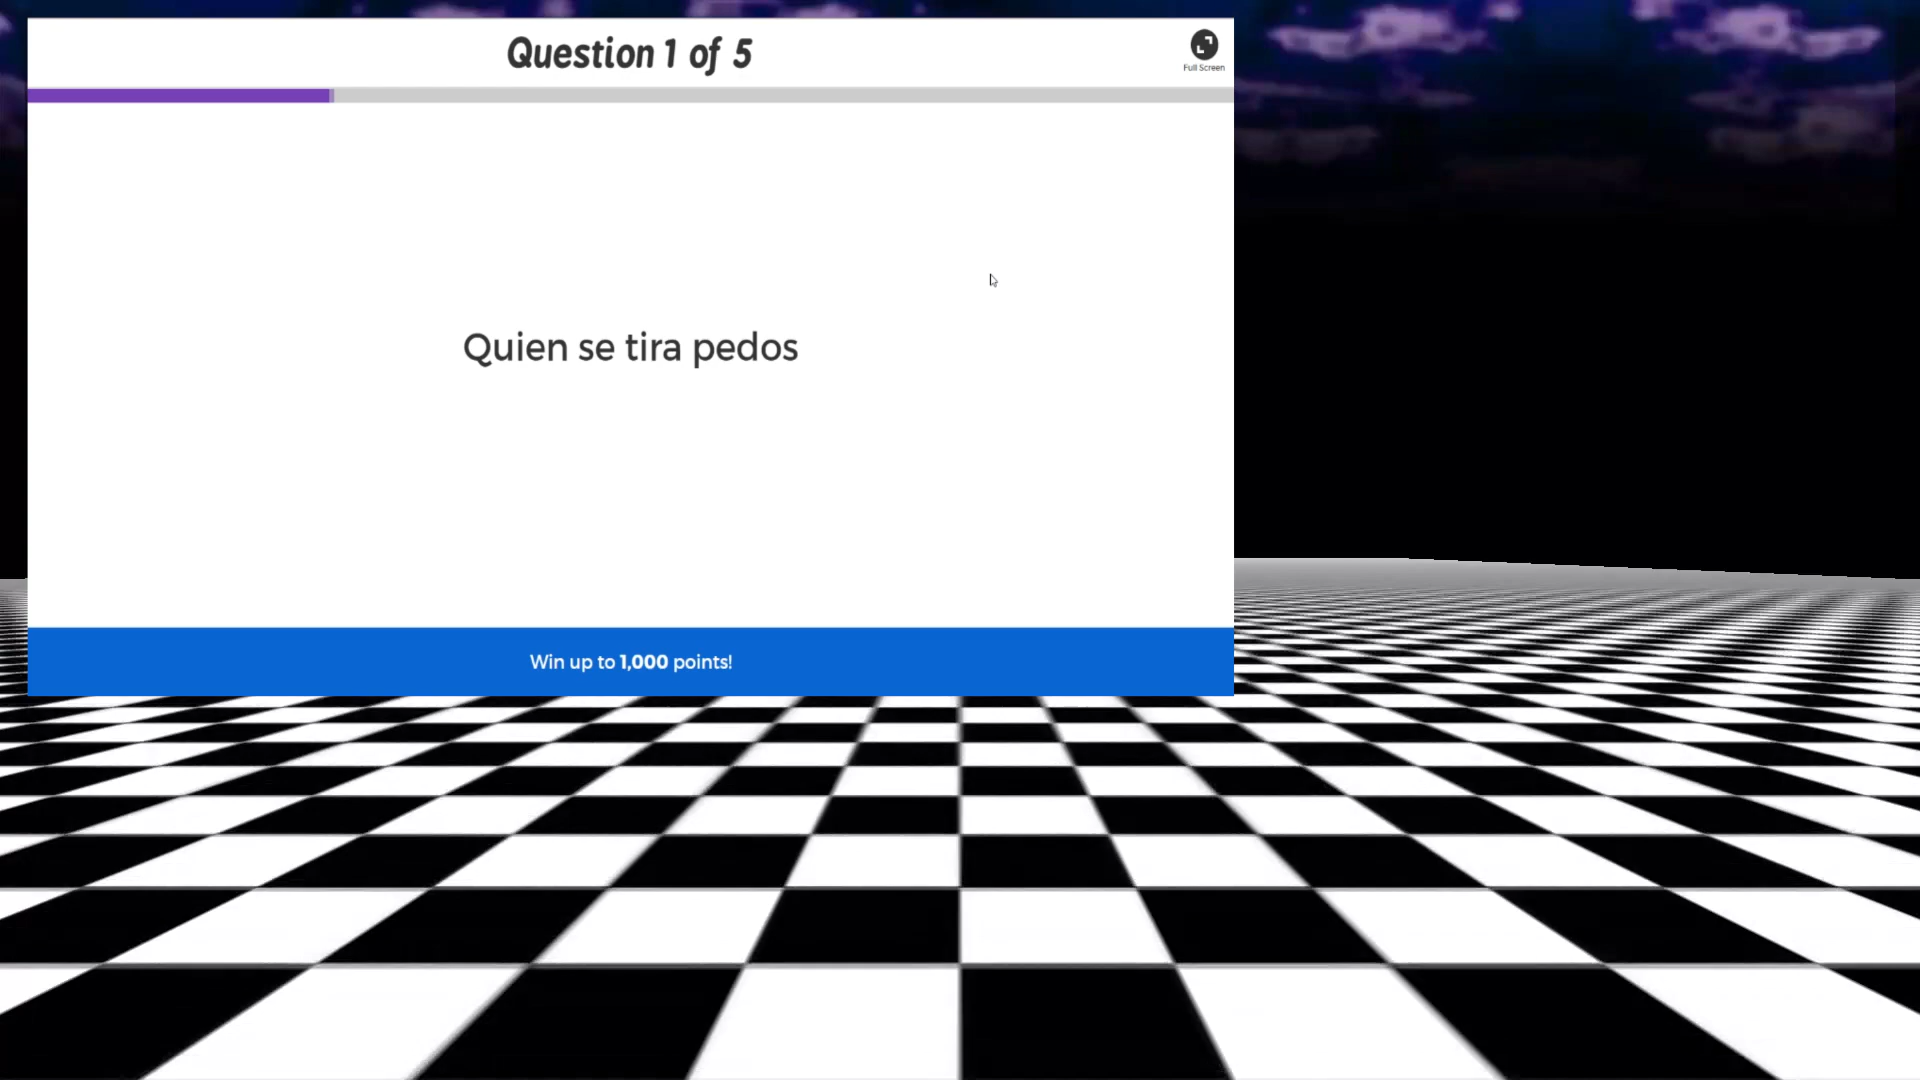 Question 1 of 5
Full Screen
Quien se tira pedos
Win up to 1,000 points!